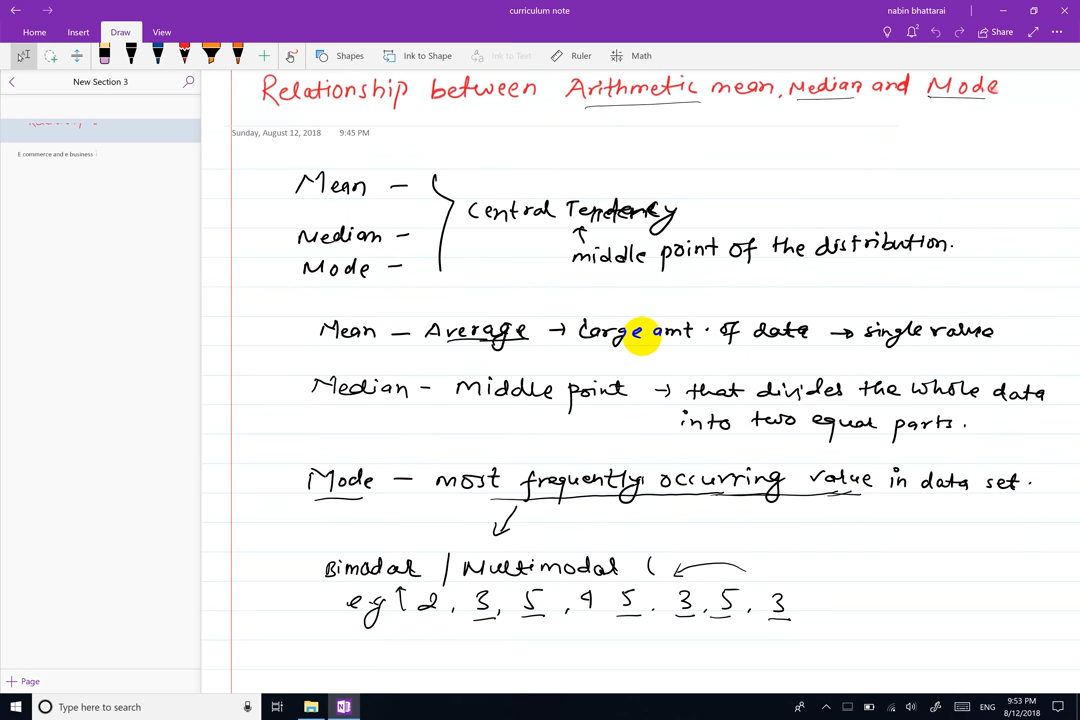 curriculum note
nabin bhattarai
Home Insert Draw View
Share
Shapes Ink to Shape Ink to Text Ruler Math
New Section 3
Relationship between Arithmetic mean, Median and Mode
Sunday, August 12, 2018 9:45 PM
E commerce and e business
Mean -
Central Tendency
Median -
middle point of the distribution.
Mode -
Mean - Average → Large amt. of data → single value
Median - Middle point → that divides the whole data
into two equal parts.
Mode - most frequently occurring value in data set.
Bimodal / Multimodal (
eg ↑ 2, 3, 5, 9 5. 3, 5, 3
+ Page
Type here to search
ENG
9:53 PM
8/12/2018